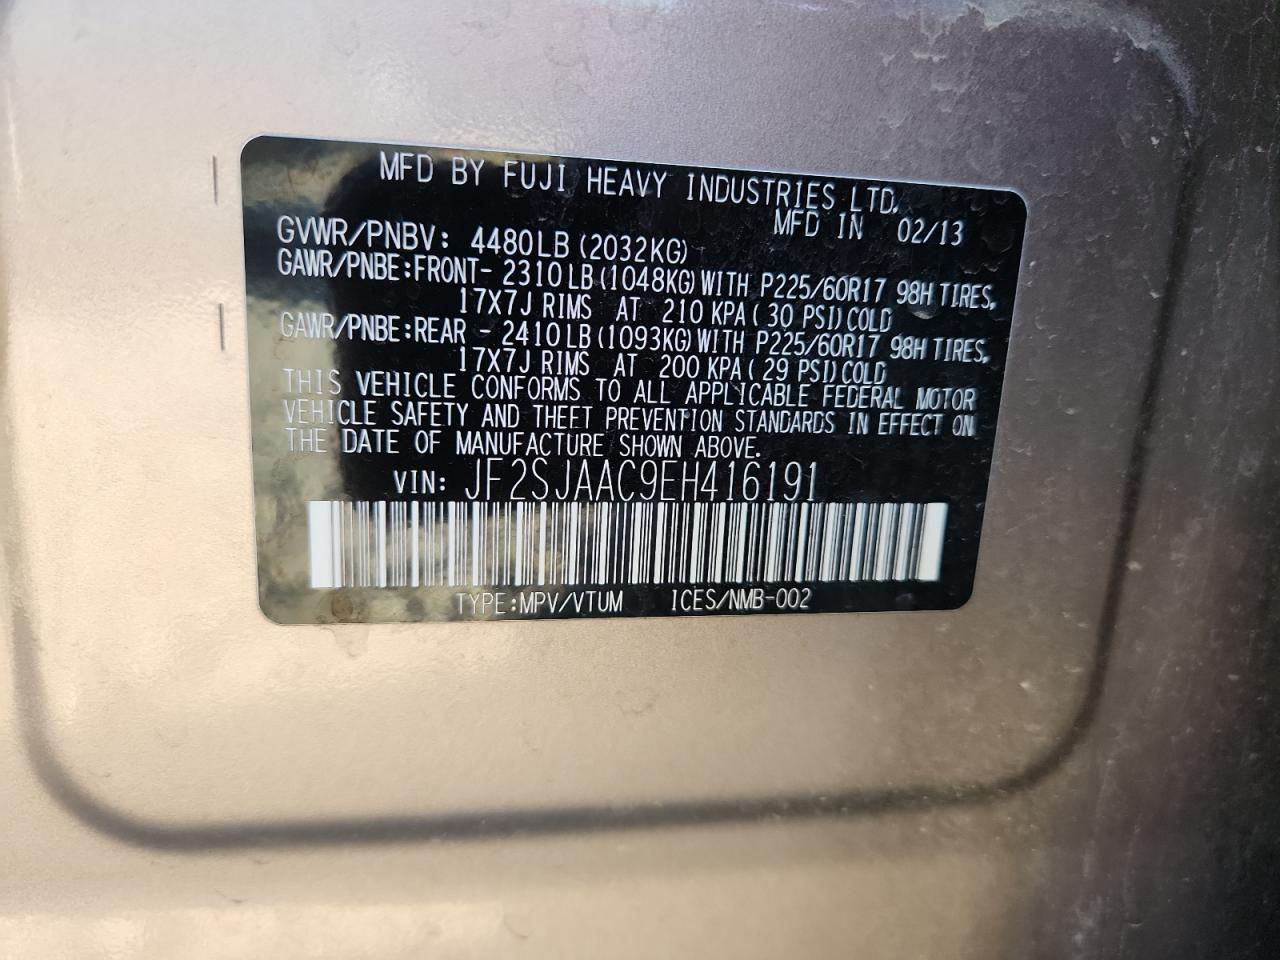 MFD BY FUJI HEAVY INDUSTRIES LTD.
MFD IN 02/13
GVWR/PNBV: 4480LB (2032KG)
GAWR/PNBE:FRONT- 2310LB (1048KG) WITH P225/60R17 98H TIRES,
17X7J RIMS AT 210 KPA ( 30 PSI) COLD
GAWR/PNBE:REAR - 2410LB (1093KG) WITH P225/60R17 98H TIRES,
17X7J RIMS AT 200 KPA ( 29 PSI) COLD
THIS VEHICLE CONFORMS TO ALL APPLICABLE FEDERAL MOTOR
VEHICLE SAFETY AND THEFT PREVENTION STANDARDS IN EFFECT ON
THE DATE OF MANUFACTURE SHOWN ABOVE.
VIN: JF2SJAAC9EH416191
TYPE:MPV/VTUM ICES/NMB-002